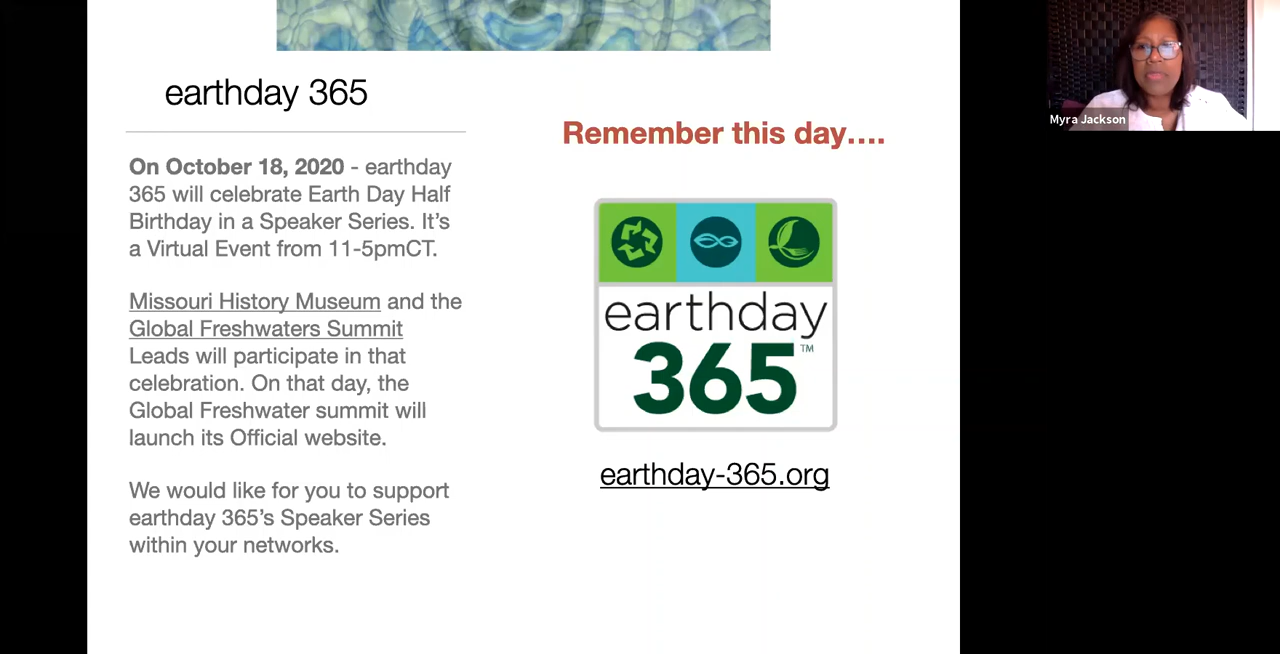 earthday 365
On October 18, 2020 - earthday
365 will celebrate Earth Day Half
Birthday in a Speaker Series. It’s
a Virtual Event from 11-5pmCT.
Missouri History Museum and the
Global Freshwaters Summit
Leads will participate in that
celebration. On that day, the
Global Freshwater summit will
launch its Official website.
We would like for you to support
earthday 365’s Speaker Series
within your networks.
Remember this day....
earthday
365™
earthday-365.org
Myra Jackson